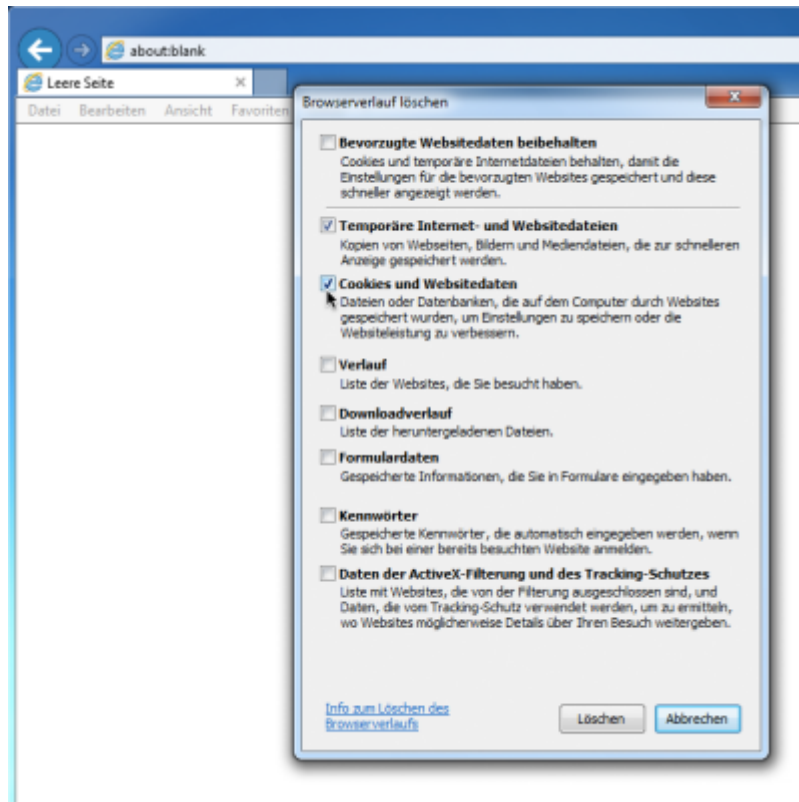 about:blank
Leere Seite
Datei Bearbeiten Ansicht Favoriten
Browserverlauf löschen
Bevorzugte Websitedaten beibehalten
Cookies und temporäre Internetdateien behalten, damit die
Einstellungen für die bevorzugten Websites gespeichert und diese
schneller angezeigt werden.
Temporäre Internet- und Websitedateien
Kopien von Webseiten, Bildern und Mediendateien, die zur schnelleren
Anzeige gespeichert werden.
Cookies und Websitedaten
Dateien oder Datenbanken, die auf dem Computer durch Websites
gespeichert wurden, um Einstellungen zu speichern oder die
Websiteleistung zu verbessern.
Verlauf
Liste der Websites, die Sie besucht haben.
Downloadverlauf
Liste der heruntergeladenen Dateien.
Formulardaten
Gespeicherte Informationen, die Sie in Formulare eingegeben haben.
Kennwörter
Gespeicherte Kennwörter, die automatisch eingegeben werden, wenn
Sie sich bei einer bereits besuchten Website anmelden.
Daten der ActiveX-Filterung und des Tracking-Schutzes
Liste mit Websites, die von der Filterung ausgeschlossen sind, und
Daten, die vom Tracking-Schutz verwendet werden, um zu ermitteln,
wo Websites möglicherweise Details über Ihren Besuch weitergeben.
Info zum Löschen des
Browserverlaufs
Löschen Abbrechen